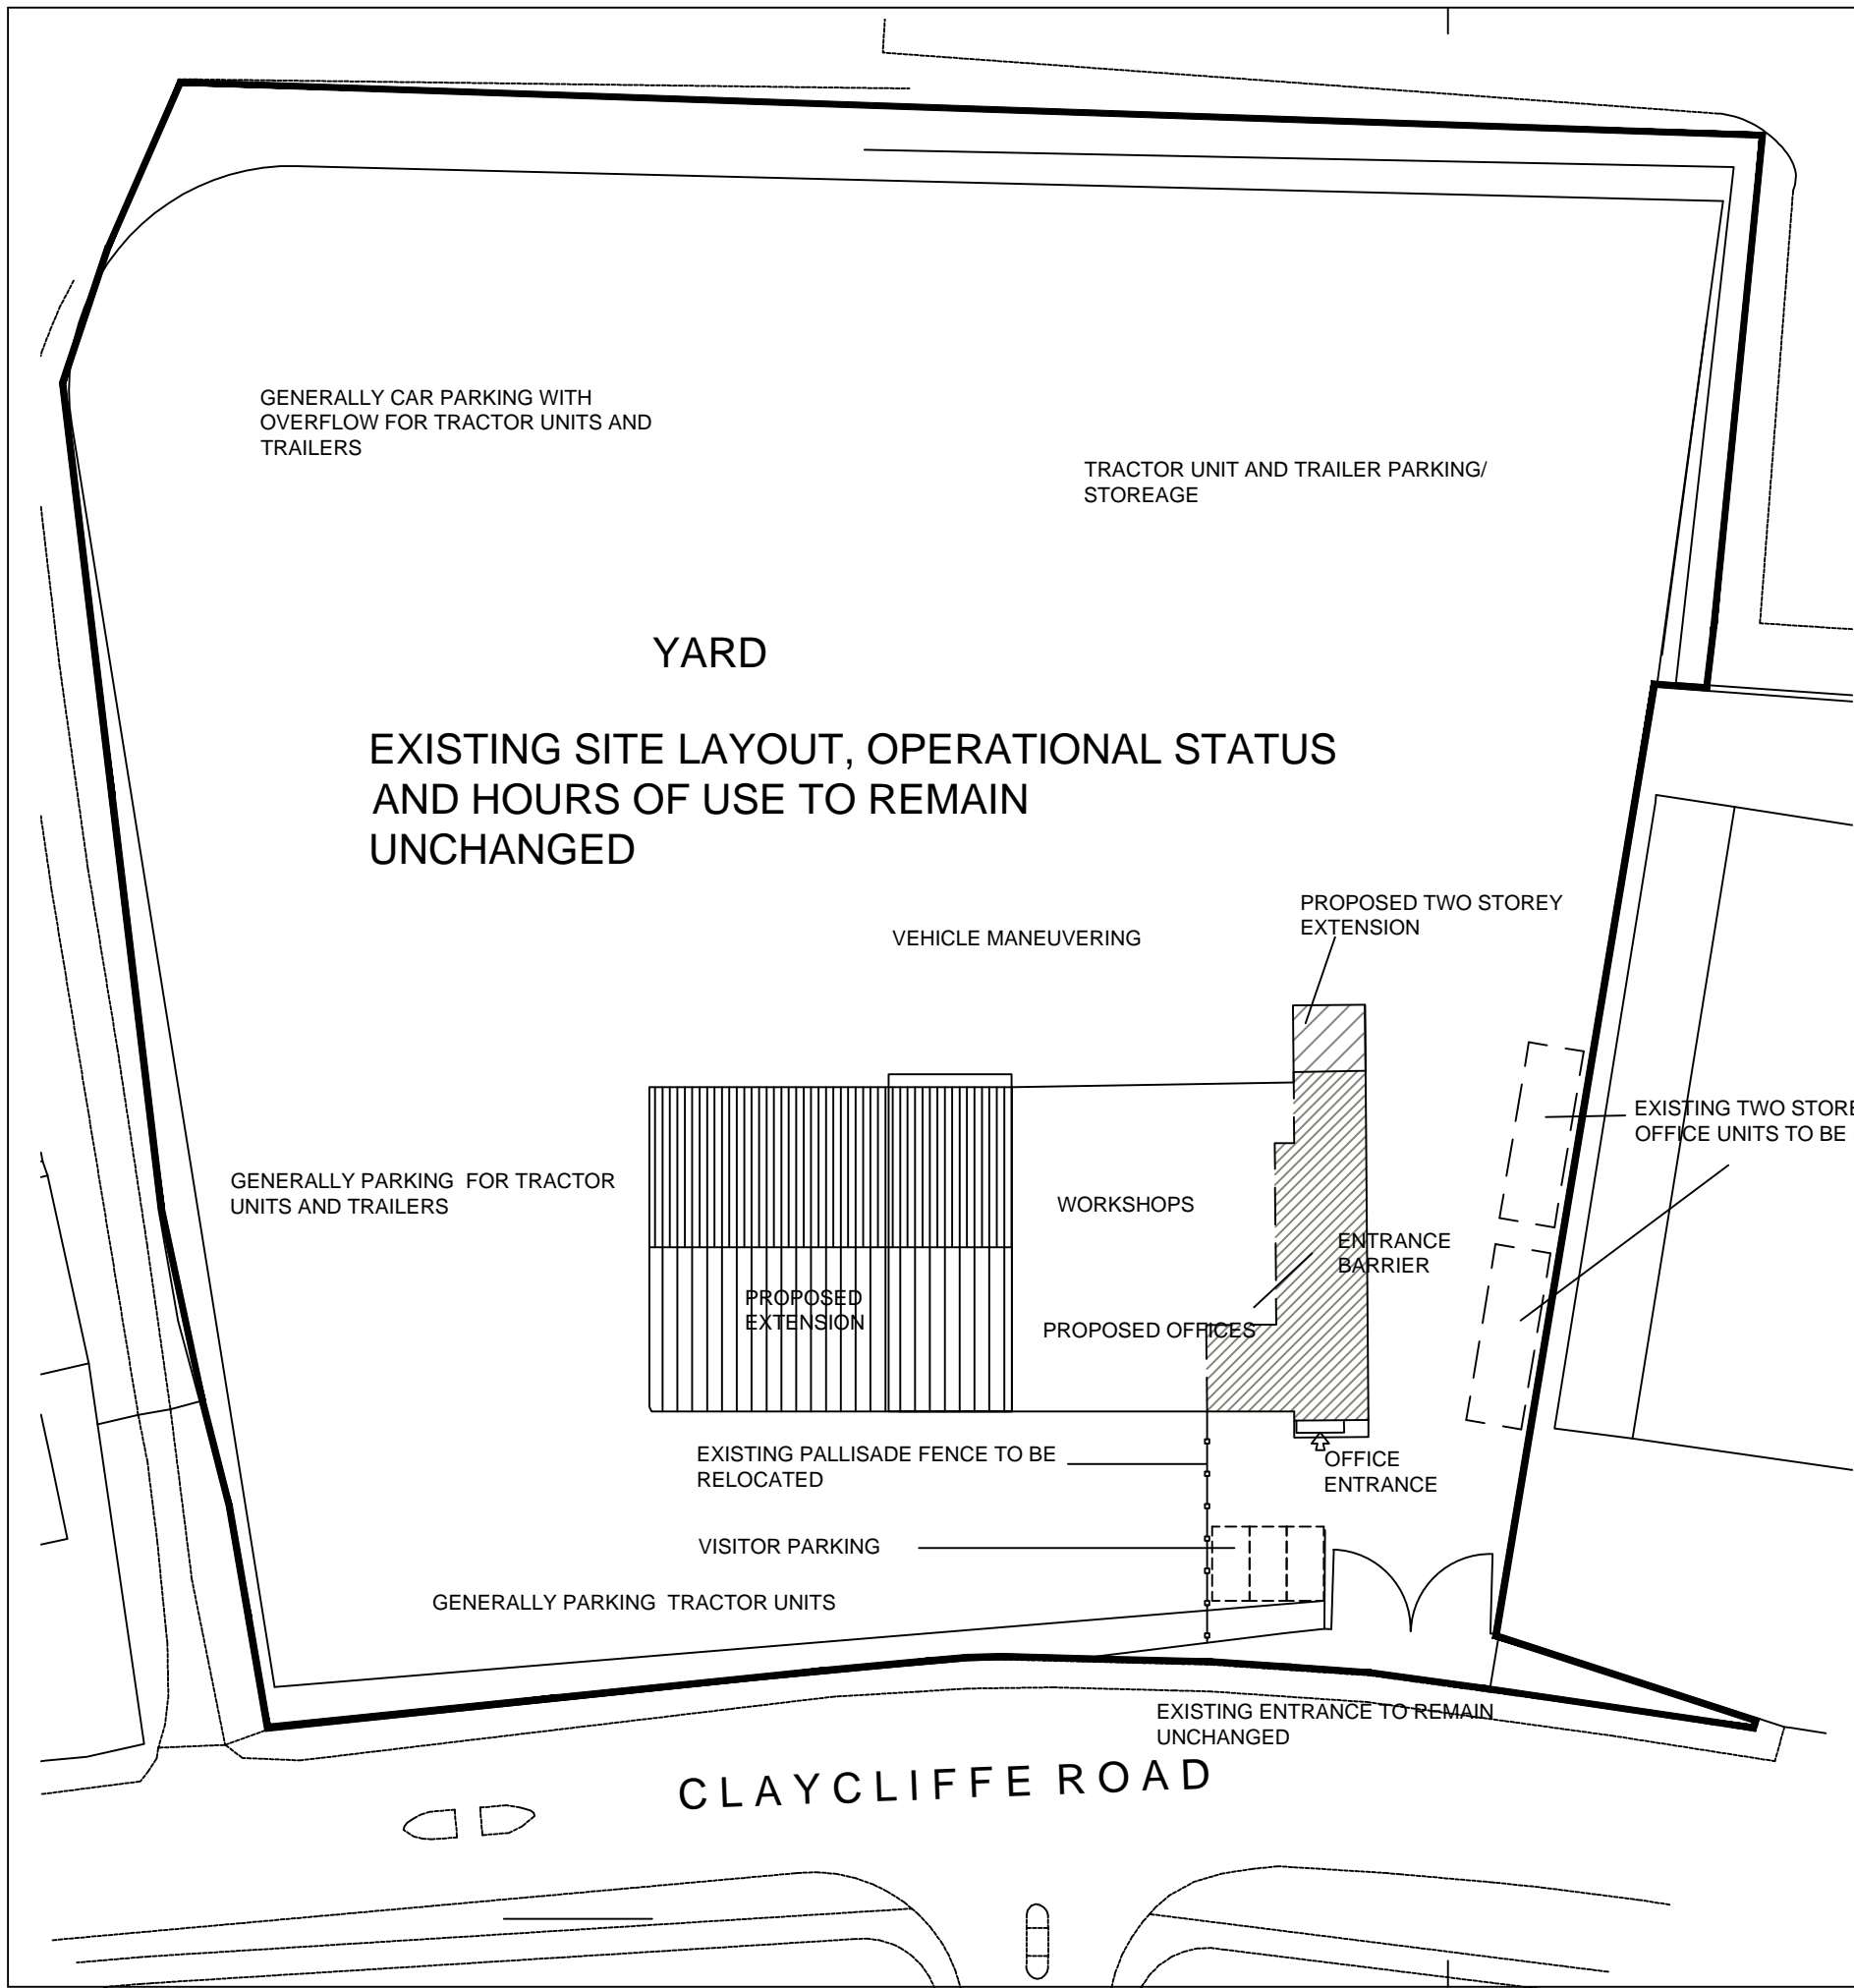 GENERALLY CAR PARKING WITH
OVERFLOW FOR TRACTOR UNITS AND
TRAILERS
TRACTOR UNIT AND TRAILER PARKING/
STOREAGE
YARD
EXISTING SITE LAYOUT, OPERATIONAL STATUS
AND HOURS OF USE TO REMAIN
UNCHANGED
PROPOSED TWO STOREY
EXTENSION
VEHICLE MANEUVERING
EXISTING TWO STORE
OFFICE UNITS TO BE
GENERALLY PARKING FOR TRACTOR
UNITS AND TRAILERS
WORKSHOPS
ENTRANCE
BARRIER
PROPOSED
EXTENSION
PROPOSED OFFICES
EXISTING PALLISADE FENCE TO BE
RELOCATED
OFFICE
ENTRANCE
VISITOR PARKING
GENERALLY PARKING TRACTOR UNITS
EXISTING ENTRANCE TO REMAIN
UNCHANGED
CLAYCLIFFE ROAD